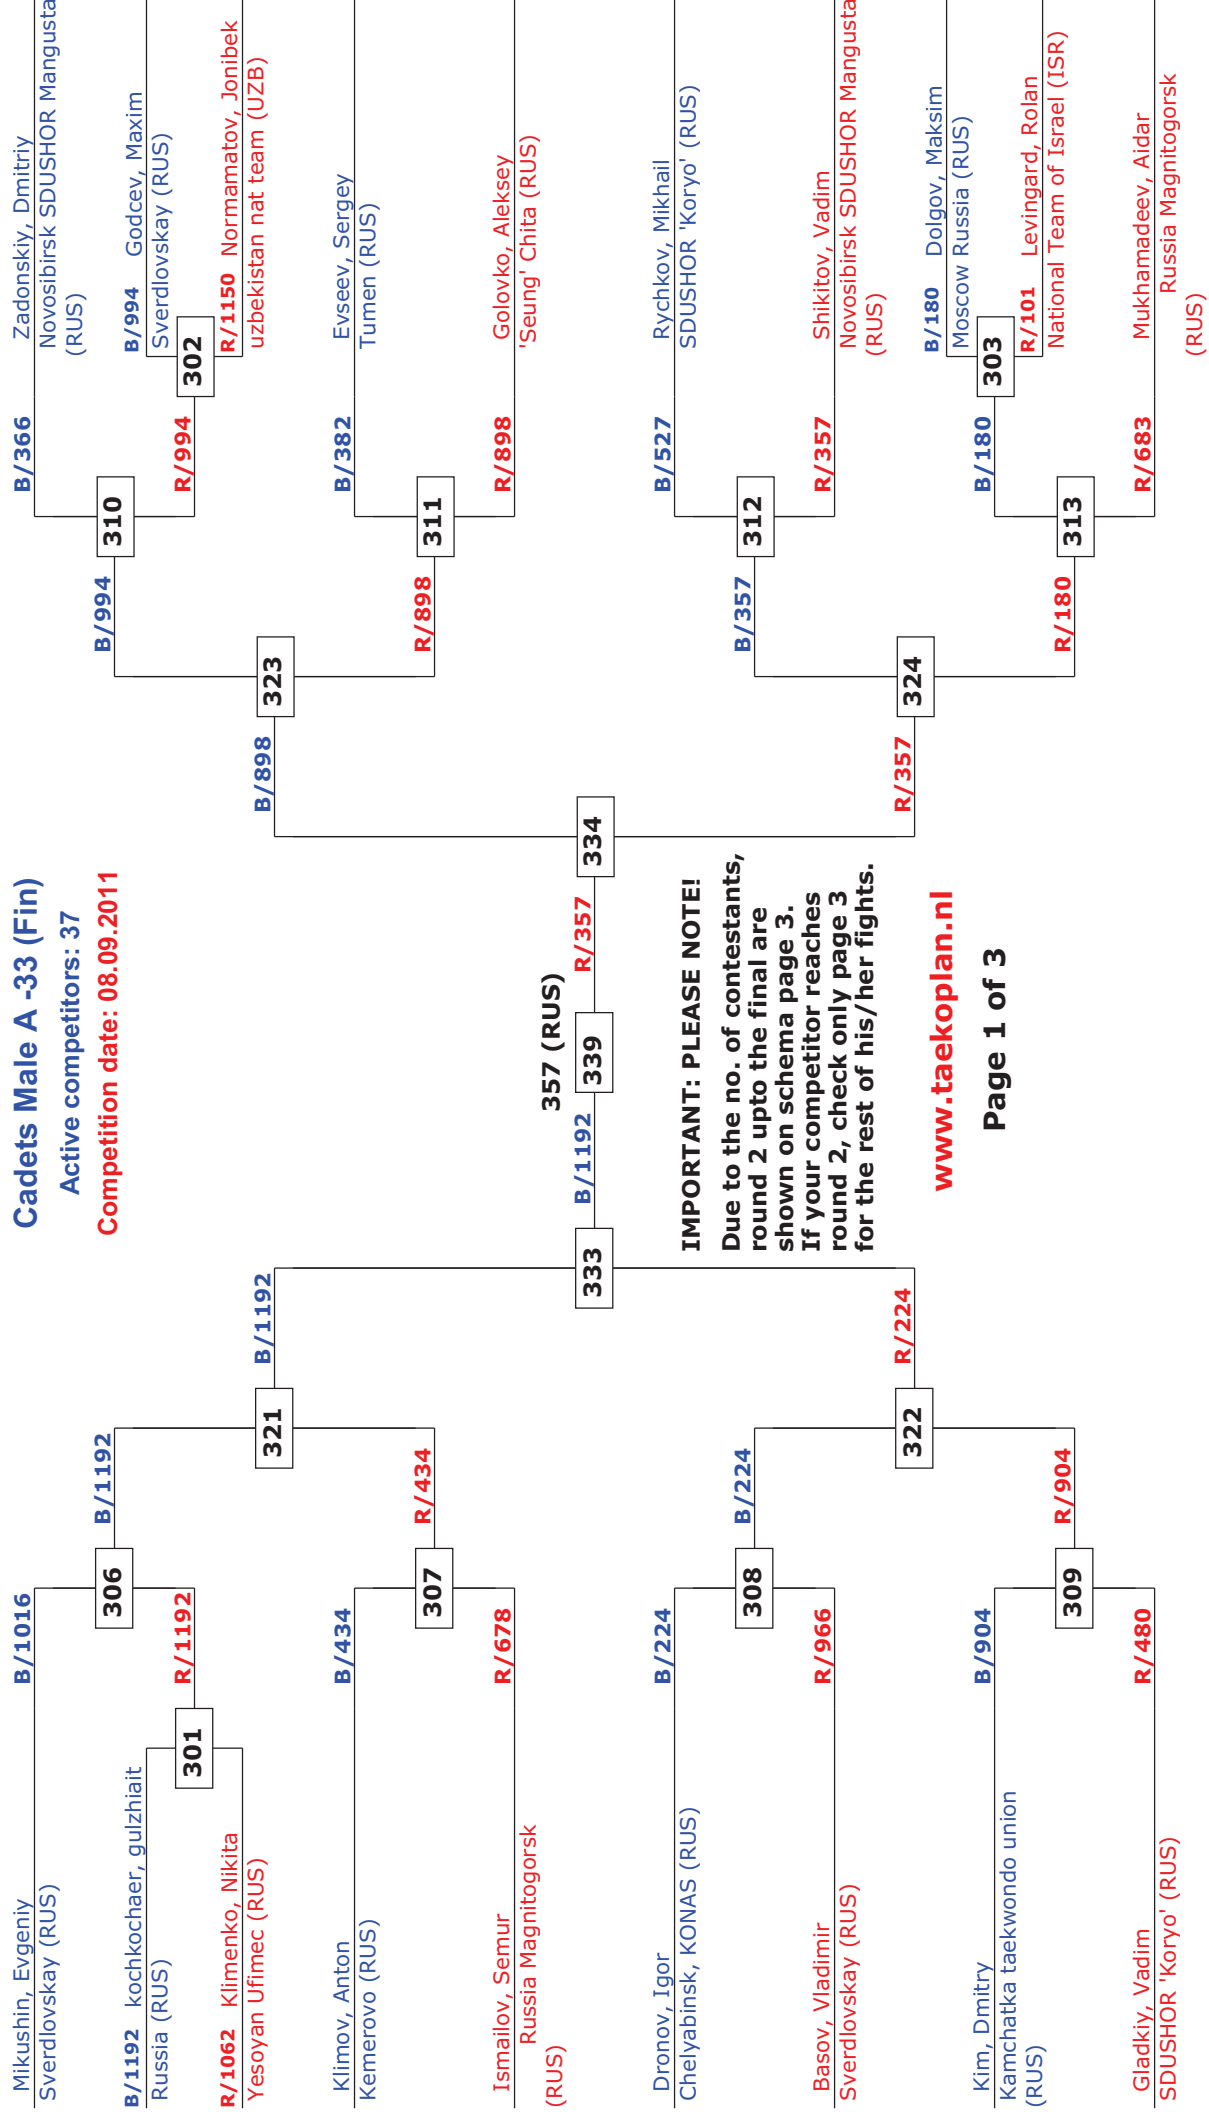 Cadets Male A -33 (Fin)
Active competitors: 37
Competition date: 08.09.2011
Mikushin, Evgeniy
Sverdlovskay (RUS)
B/1016
B/1192 kochkochaer, gulzhiait
Russia (RUS)
301
R/1062 Klimenko, Nikita
Yesoyan Ufimec (RUS)
R/1192
306
B/1192
Klimov, Anton
Kemerovo (RUS)
B/434
Ismailov, Semur
Russia Magnitogorsk
(RUS)
R/678
307
R/434
321
B/1192
Dronov, Igor
Chelyabinsk, KONAS (RUS)
B/224
Basov, Vladimir
Sverdlovskay (RUS)
R/966
308
B/224
Kim, Dmitry
Kamchatka taekwondo union
(RUS)
B/904
Gladkiy, Vadim
SDUSHOR 'Koryo' (RUS)
R/480
309
R/904
322
R/224
333
B/1192
357 (RUS)
339
R/357
334
B/898
323
B/994
310
B/366
Zadonskiy, Dmitriy
Novosibirsk SDUSHOR Mangusta
(RUS)
R/994
302
B/994 Godcev, Maxim
Sverdlovskay (RUS)
R/1150 Normamatov, Jonibek
uzbekistan nat team (UZB)
R/898
311
B/382
Evseev, Sergey
Tumen (RUS)
R/898
Golovko, Aleksey
'Seung' Chita (RUS)
R/357
324
B/357
312
B/527
Rychkov, Mikhail
SDUSHOR 'Koryo' (RUS)
R/357
Shikitov, Vadim
Novosibirsk SDUSHOR Mangusta
(RUS)
R/180
313
B/180
303
B/180 Dolgov, Maksim
Moscow Russia (RUS)
R/101 Levingard, Rolan
National Team of Israel (ISR)
R/683
Mukhamadeev, Aidar
Russia Magnitogorsk
(RUS)
IMPORTANT: PLEASE NOTE!
Due to the no. of contestants,
round 2 upto the final are
shown on schema page 3.
If your competitor reaches
round 2, check only page 3
for the rest of his/her fights.
www.taekoplan.nl
Page 1 of 3